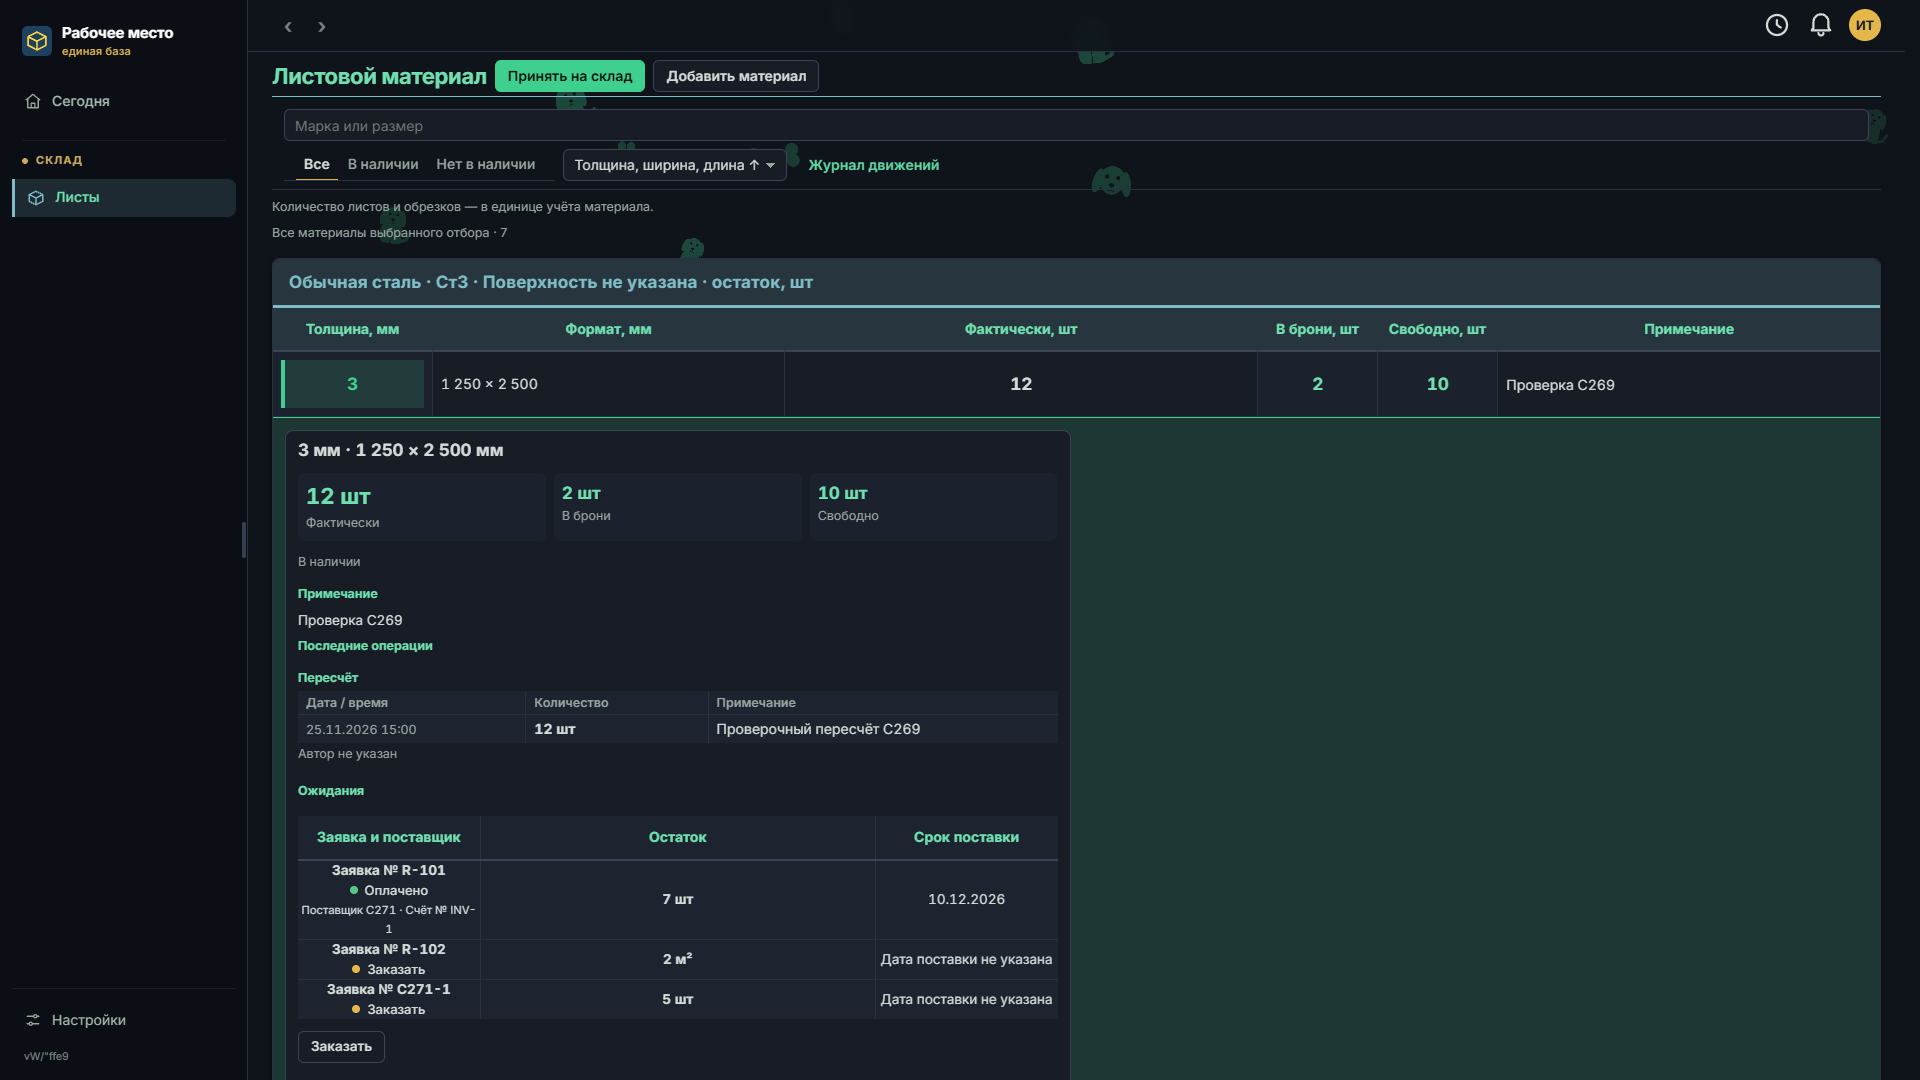 Рабочее место
единая база
Сегодня
СКЛАД
Листы
Настройки
vW/"ffe9
ИТ
Листовой материал
Принять на склад
Добавить материал
Марка или размер
Все
В наличии
Нет в наличии
Толщина, ширина, длина ↑
Журнал движений
Количество листов и обрезков — в единице учёта материала.
Все материалы выбранного отбора · 7
Обычная сталь · Ст3 · Поверхность не указана · остаток, шт
Толщина, мм
Формат, мм
Фактически, шт
В брони, шт
Свободно, шт
Примечание
3
1 250 × 2 500
12
2
10
Проверка С269
3 мм · 1 250 × 2 500 мм
12 шт
Фактически
2 шт
В брони
10 шт
Свободно
В наличии
Примечание
Проверка С269
Последние операции
Пересчёт
Дата / время
Количество
Примечание
25.11.2026 15:00
12 шт
Проверочный пересчёт С269
Автор не указан
Ожидания
Заявка и поставщик
Остаток
Срок поставки
Заявка № R-101
Оплачено
Поставщик С271 · Счёт № INV-
1
7 шт
10.12.2026
Заявка № R-102
Заказать
2 м²
Дата поставки не указана
Заявка № С271-1
Заказать
5 шт
Дата поставки не указана
Заказать